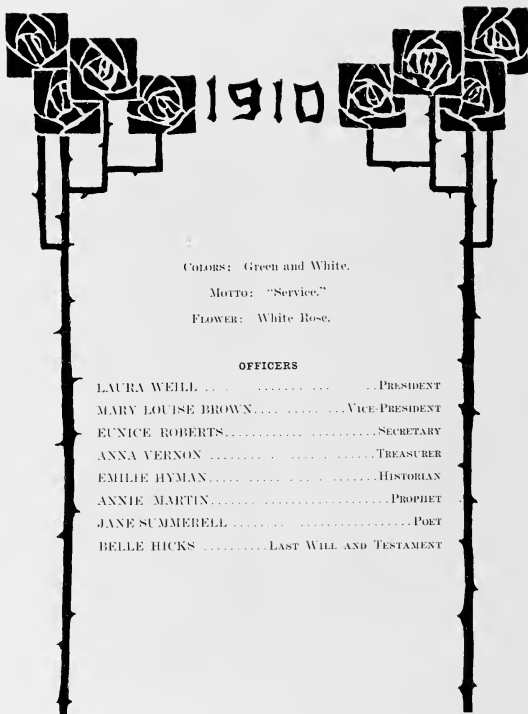 1910
COLORS: Green and White.
MOTTO: "Service."
FLOWER: White Rose.
OFFICERS
LAURA WEILL .. . ....... ... . .PRESIDENT
MARY LOUISE BROWN.... ..... ...VICE-PRESIDENT
EUNICE ROBERTS............ ..........SECRETARY
ANNA VERNON ......... . .... . ......TREASURER
EMILIE HYMAN..... ..... .... . .......HISTORIAN
ANNIE MARTIN..........................PROPHET
JANE SUMMERELL ...... .. ................POET
BELLE HICKS ..........LAST WILL AND TESTAMENT